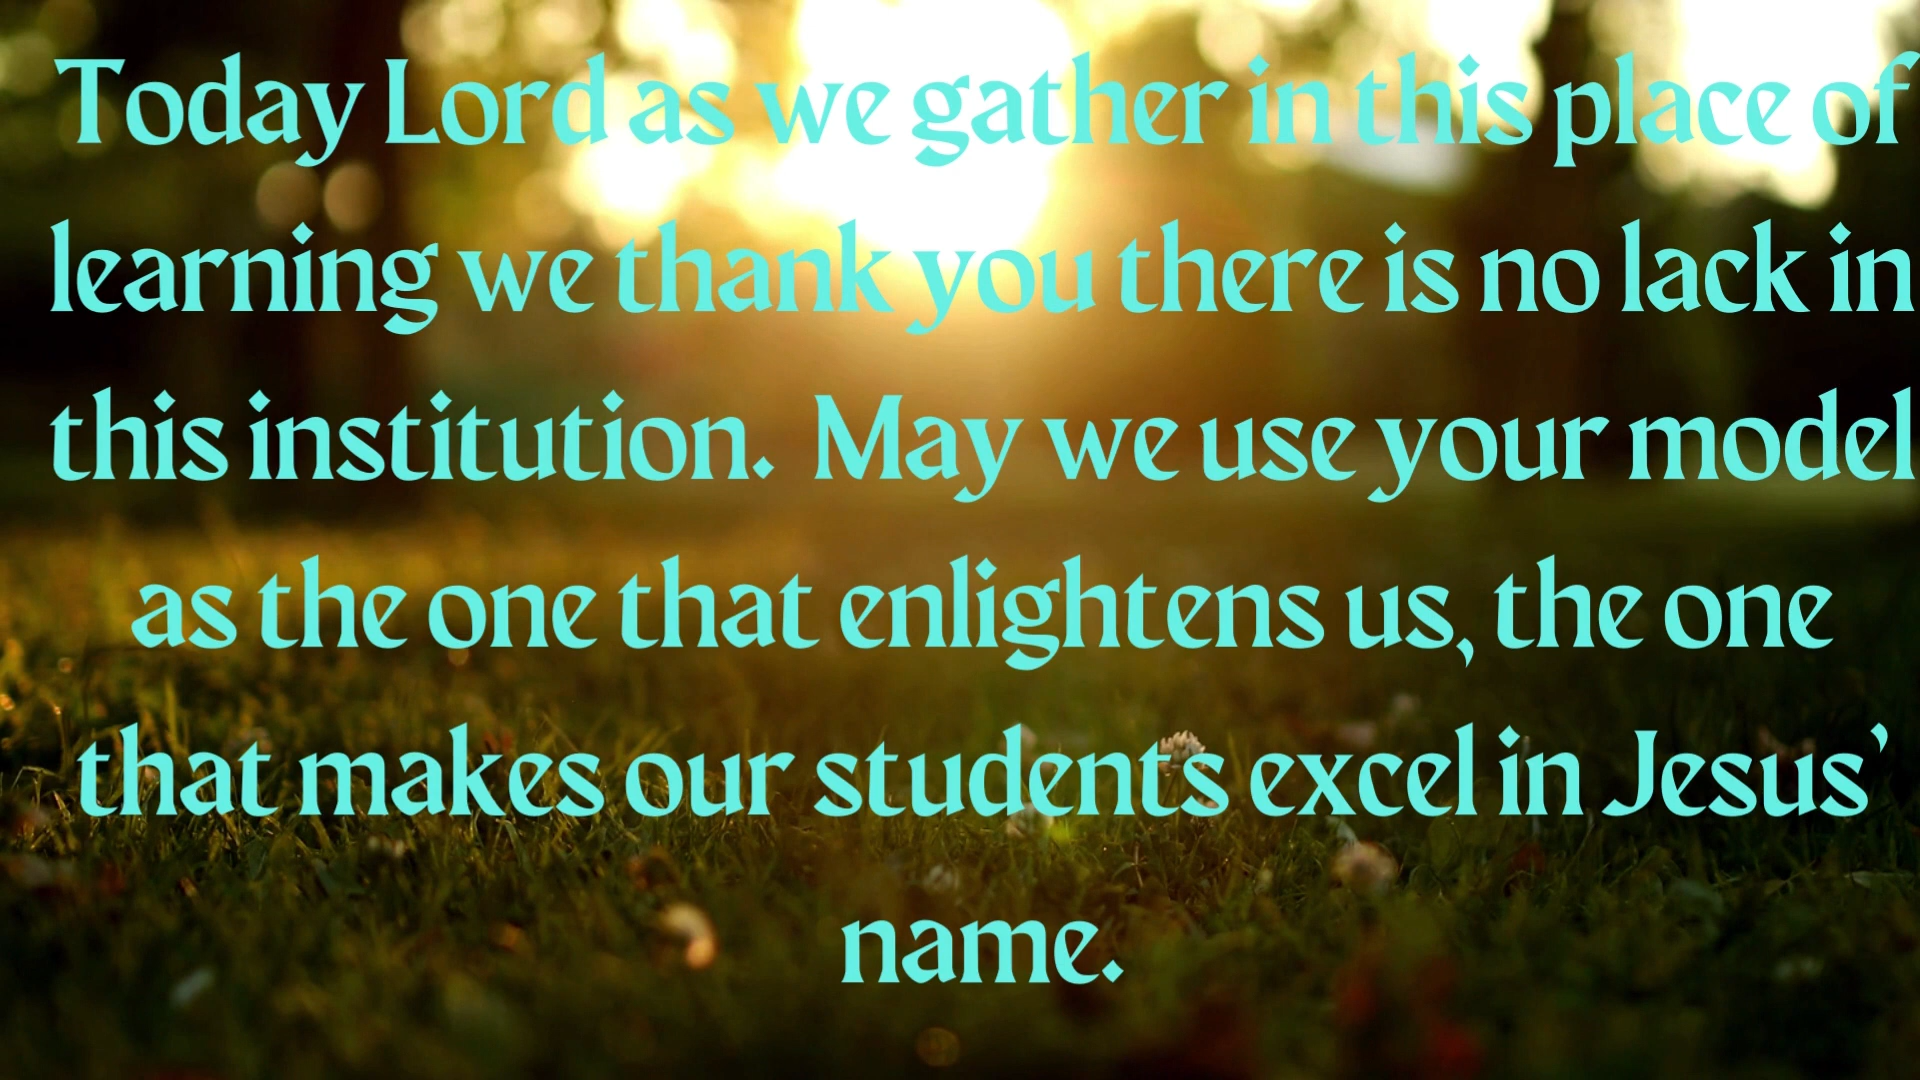 Today Lord as we gather in this place of
learning we thank you there is no lack in
this institution.  May we use your model
as the one that enlightens us, the one
that makes our students excel in Jesus’
name.